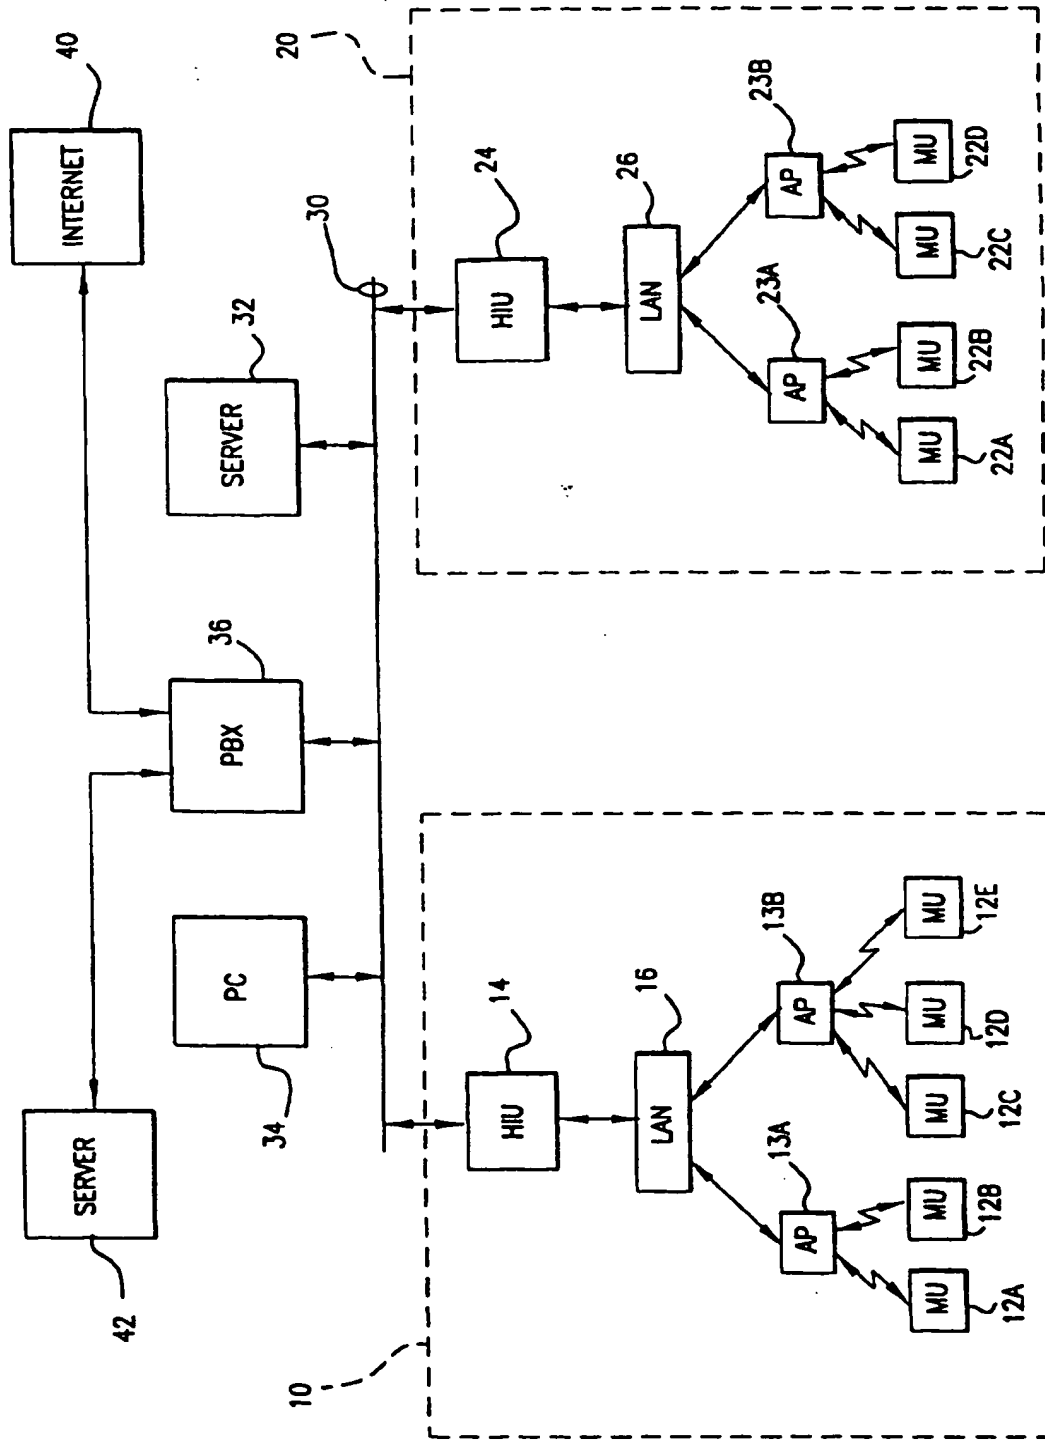 42
SERVER
INTERNET
40
34
PC
PBX
36
SERVER
32
30
10
20
HIU
14
HIU
24
LAN
16
LAN
26
13A
AP
13B
AP
23A
AP
23B
AP
MU
MU
MU
MU
MU
MU
MU
MU
MU
12A
12B
12C
12D
12E
22A
22B
22C
22D